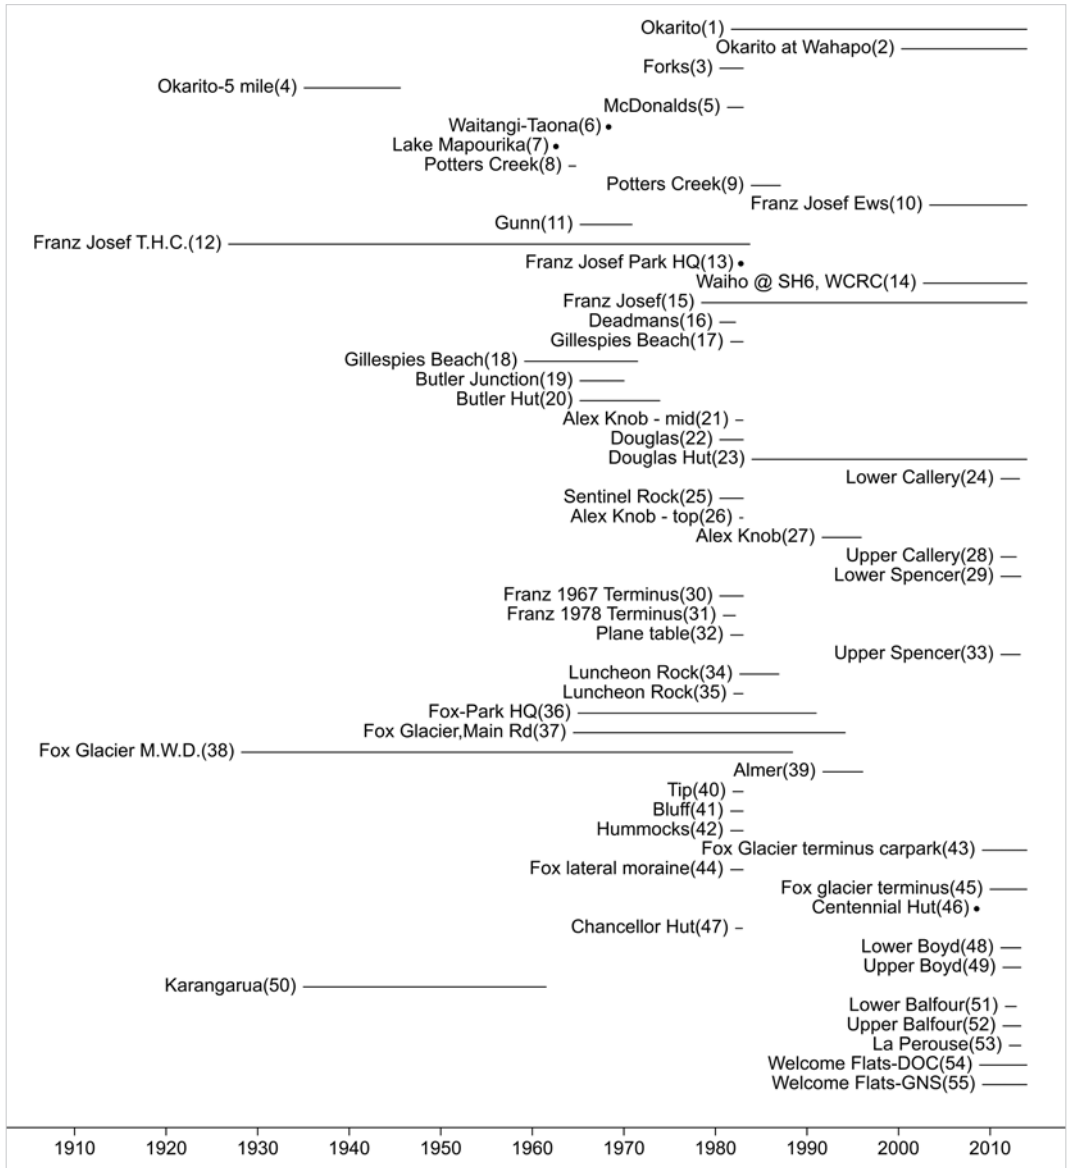 Okarito(1)
Okarito at Wahapo(2)
Forks(3)
Okarito-5 mile(4)
McDonalds(5)
Waitangi-Taona(6)
Lake Mapourika(7)
Potters Creek(8)
Potters Creek(9)
Franz Josef Ews(10)
Gunn(11)
Franz Josef T.H.C.(12)
Franz Josef Park HQ(13)
Waiho @ SH6, WCRC(14)
Franz Josef(15)
Deadmans(16)
Gillespies Beach(17)
Gillespies Beach(18)
Butler Junction(19)
Butler Hut(20)
Alex Knob - mid(21)
Douglas(22)
Douglas Hut(23)
Lower Callery(24)
Sentinel Rock(25)
Alex Knob - top(26)
Alex Knob(27)
Upper Callery(28)
Lower Spencer(29)
Franz 1967 Terminus(30)
Franz 1978 Terminus(31)
Plane table(32)
Upper Spencer(33)
Luncheon Rock(34)
Luncheon Rock(35)
Fox-Park HQ(36)
Fox Glacier,Main Rd(37)
Fox Glacier M.W.D.(38)
Almer(39)
Tip(40)
Bluff(41)
Hummocks(42)
Fox Glacier terminus carpark(43)
Fox lateral moraine(44)
Fox glacier terminus(45)
Centennial Hut(46)
Chancellor Hut(47)
Lower Boyd(48)
Upper Boyd(49)
Karangarua(50)
Lower Balfour(51)
Upper Balfour(52)
La Perouse(53)
Welcome Flats-DOC(54)
Welcome Flats-GNS(55)
1910 1920 1930 1940 1950 1960 1970 1980 1990 2000 2010